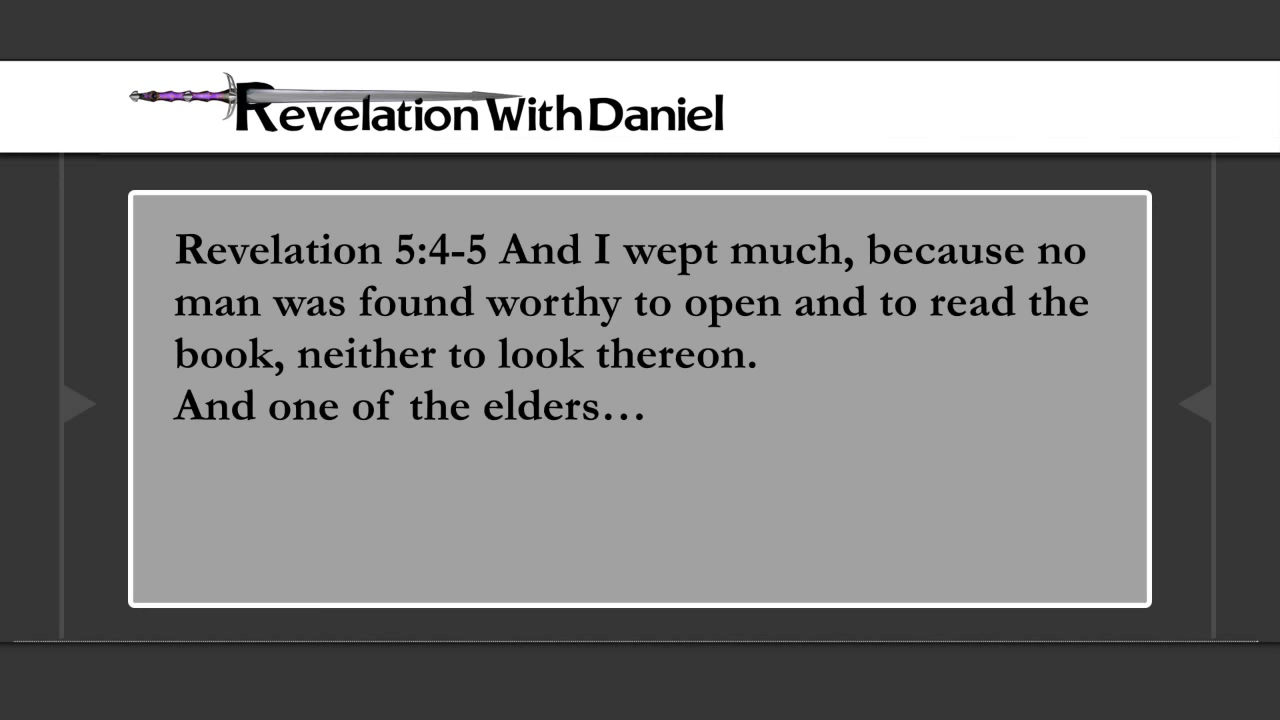 Revelation With Daniel
Revelation 5:4-5 And I wept much, because no
man was found worthy to open and to read the
book, neither to look thereon.
And one of the elders…